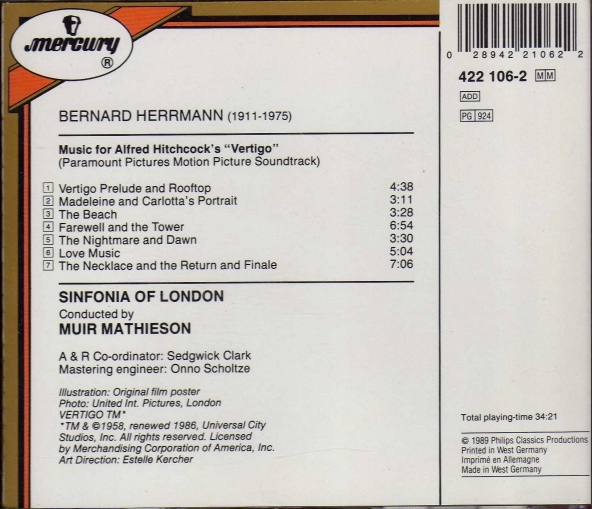 mercury
®
BERNARD HERRMANN (1911-1975)
Music for Alfred Hitchcock's “Vertigo”
(Paramount Pictures Motion Picture Soundtrack)
1 Vertigo Prelude and Rooftop 4:38
2 Madeleine and Carlotta's Portrait 3:11
3 The Beach 3:28
4 Farewell and the Tower 6:54
5 The Nightmare and Dawn 3:30
6 Love Music 5:04
7 The Necklace and the Return and Finale 7:06
SINFONIA OF LONDON
Conducted by
MUIR MATHIESON
A & R Co-ordinator: Sedgwick Clark
Mastering engineer: Onno Scholtze
Illustration: Original film poster
Photo: United Int. Pictures, London
VERTIGO TM*
*TM & ©1958, renewed 1986, Universal City
Studios, Inc. All rights reserved. Licensed
by Merchandising Corporation of America, Inc.
Art Direction: Estelle Kercher
0 28942 21062 2
422 106-2 MM
ADD
PG 924
Total playing-time 34:21
© 1989 Philips Classics Productions
Printed in West Germany
Imprimé en Allemagne
Made in West Germany